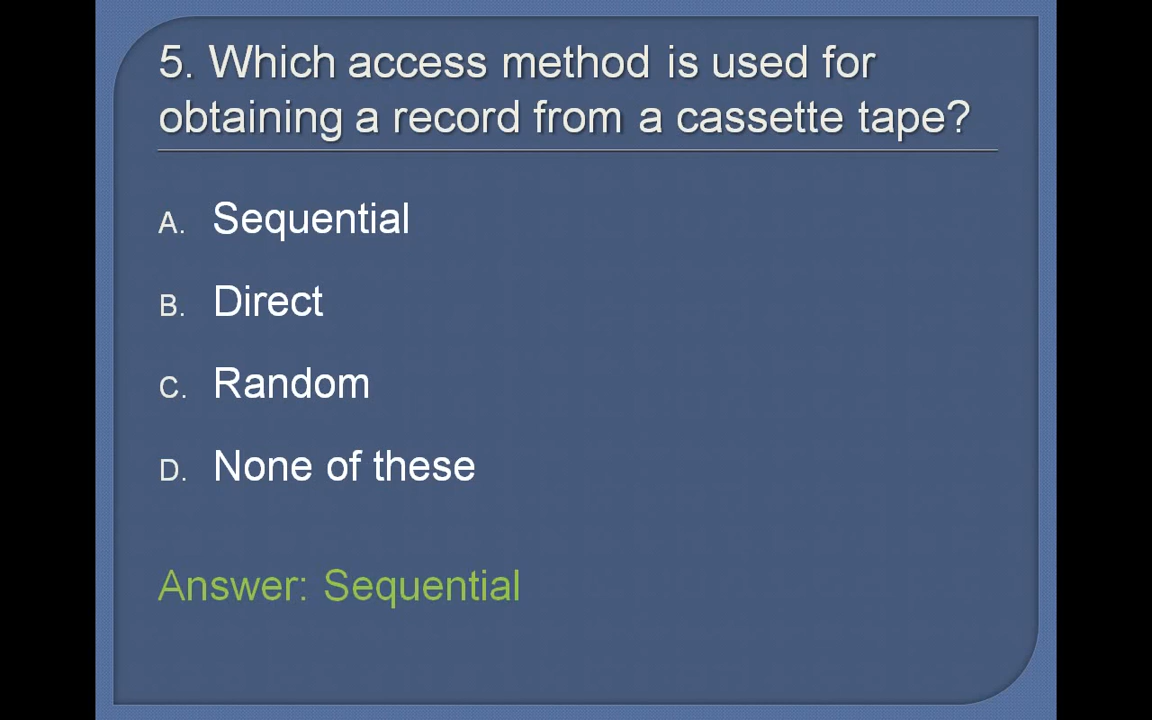 5. Which access method is used for
obtaining a record from a cassette tape?
A. Sequential
B. Direct
C. Random
D. None of these
Answer: Sequential